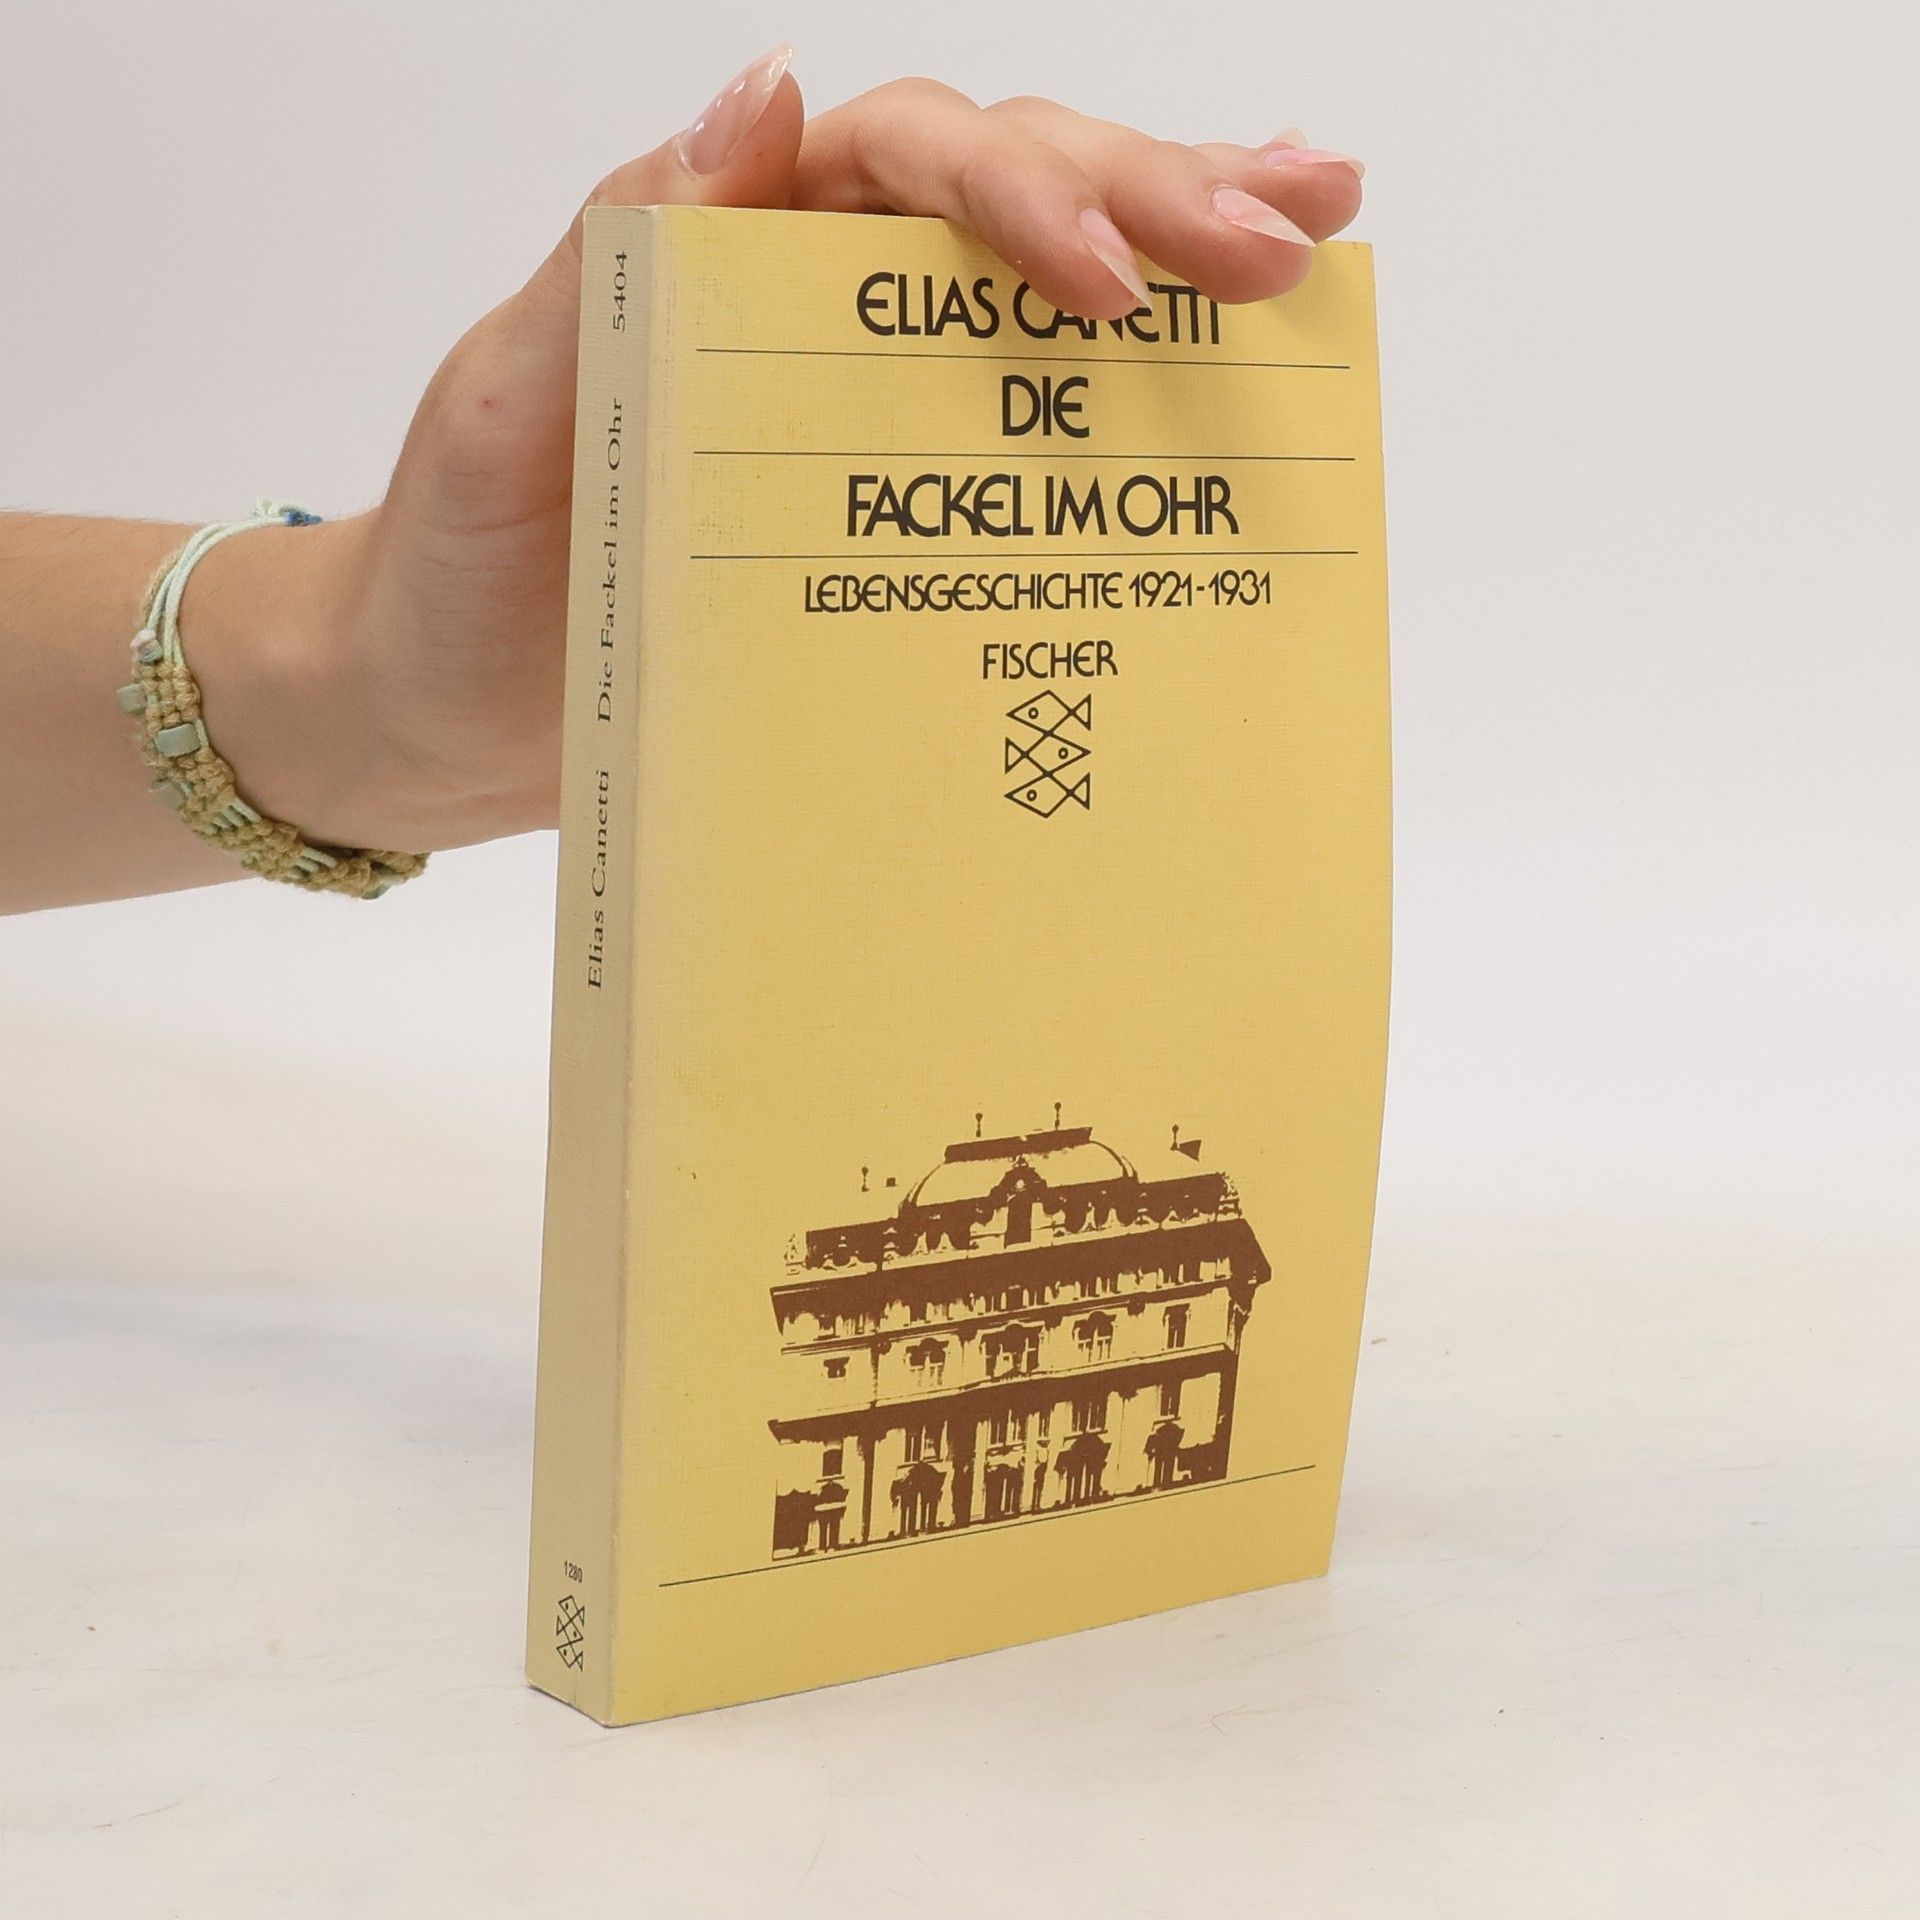 ELIAS CANETTI
DIE
FACKEL IM OHR
LEBENSGESCHICHTE 1921-1931
FISCHER
Elias Canetti Die Fackel im Ohr 5404
1280